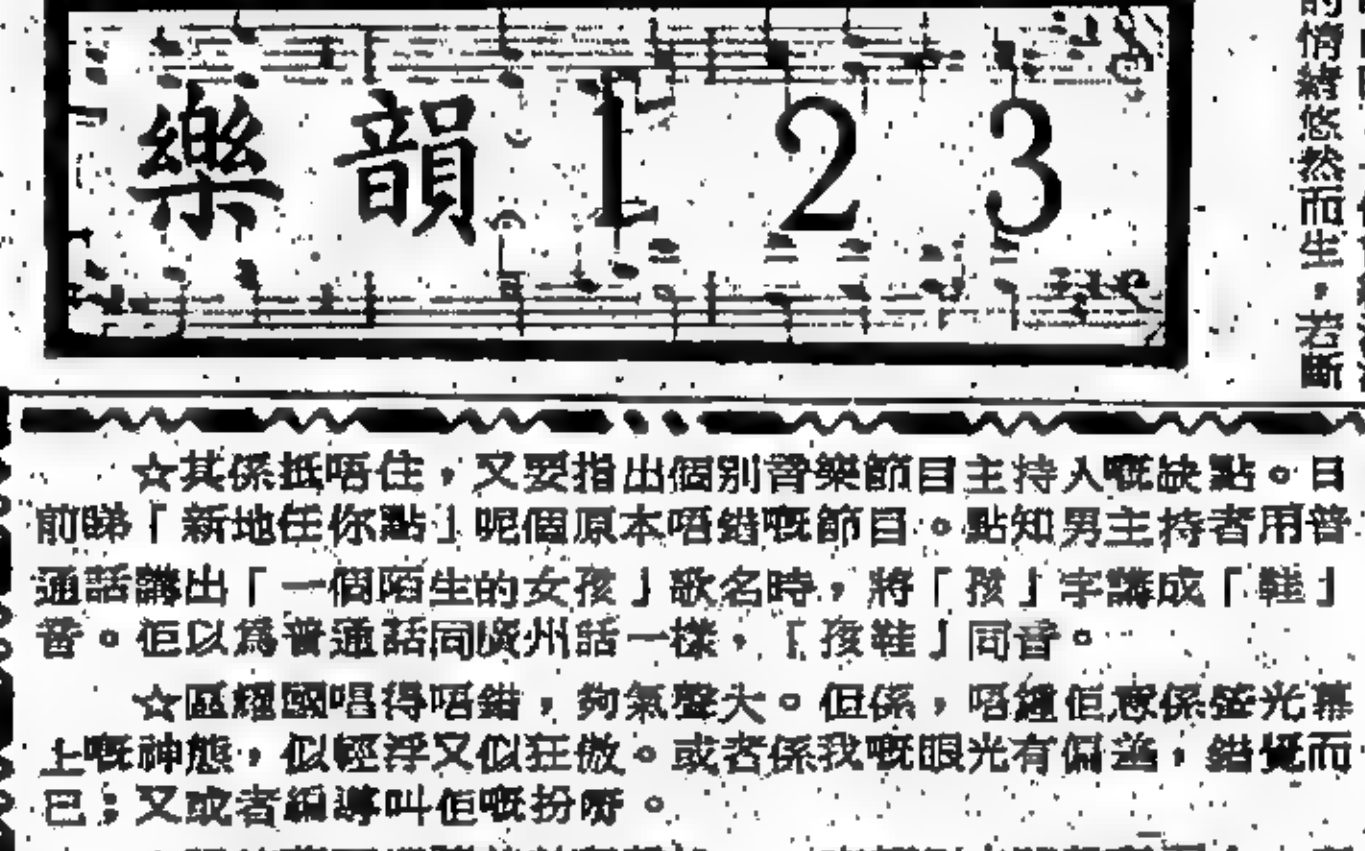 樂韻123
的情緒悠然而生，若斷
☆其係抵唔住，又要指出個別音樂節目主持人嘅缺點。日
前睇「新地任你點」呢個原本唔錯嘅節目。點知男主持者用普
通話講出「一個陌生的女孩」歌名時，將「孩」字講成「鞋」
音。佢以爲普通話同廣州話一樣，「孩鞋」同音。
☆區 國唱得唔錯，夠氣聲大。但係，唔 佢 係螢光幕
上嘅神態，似輕浮又似狂傲。或者係我嘅眼光有偏差，錯覺而
已；又或者編導叫佢嘅扮嘢。